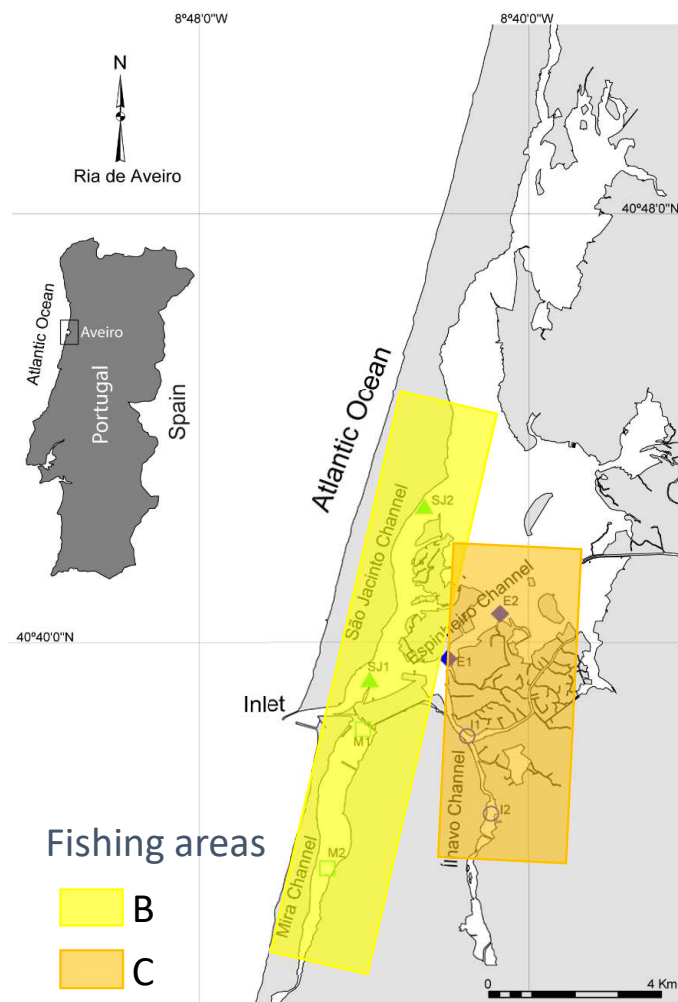 8°48'0"W
8°40'0"W
N
Ria de Aveiro
40°48'0"N
Atlantic Ocean
Aveiro
Portugal
Spain
Atlantic Ocean
SJ2
São Jacinto Channel
Espinheiro Channel
E2
40°40'0"N
E1
SJ1
Inlet
M1
I1
Ílhavo Channel
I2
Fishing areas
M2
Mira Channel
B
C
0 4 Km